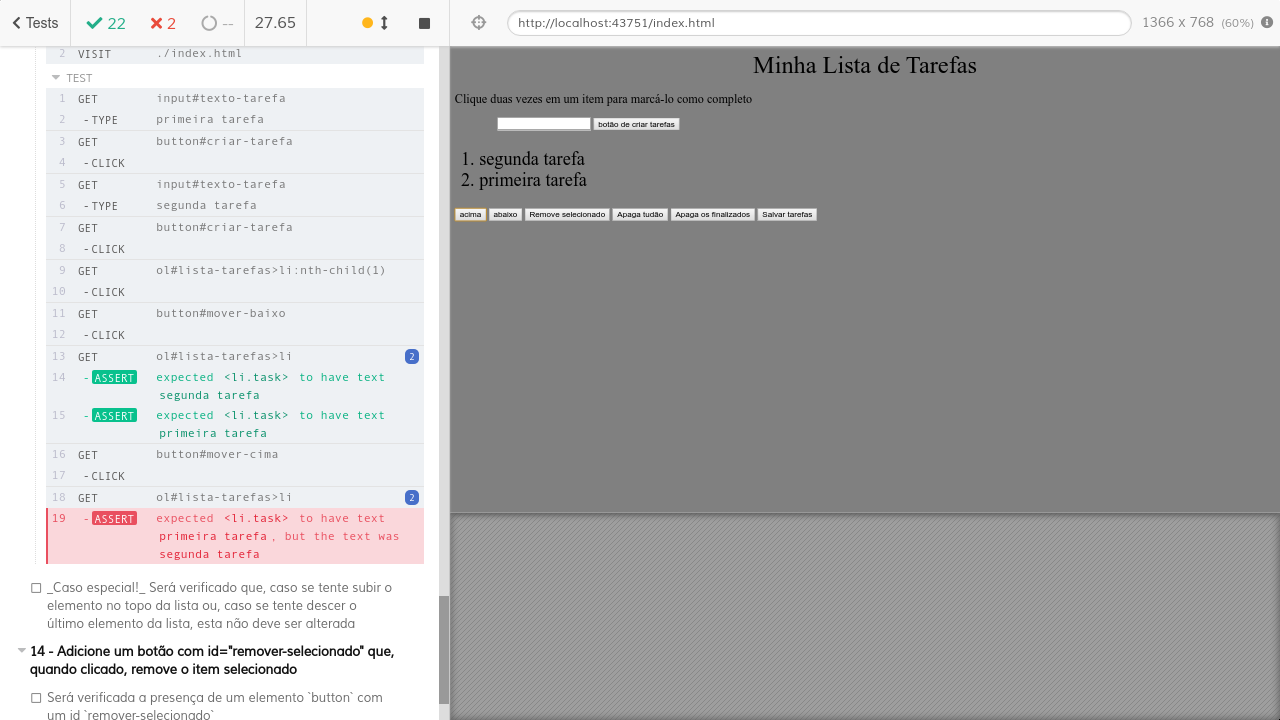 Tests 22 2 -- 27.65 http://localhost:43751/index.html 1366 x 768 (60%)
2 VISIT ./index.html
TEST
1 GET input#texto-tarefa
2 -TYPE primeira tarefa
3 GET button#criar-tarefa
4 -CLICK
5 GET input#texto-tarefa
6 -TYPE segunda tarefa
7 GET button#criar-tarefa
8 -CLICK
9 GET ol#lista-tarefas>li:nth-child(1)
10 -CLICK
11 GET button#mover-baixo
12 -CLICK
13 GET ol#lista-tarefas>li 2
14 -ASSERT expected <li.task> to have text
segunda tarefa
15 -ASSERT expected <li.task> to have text
primeira tarefa
16 GET button#mover-cima
17 -CLICK
18 GET ol#lista-tarefas>li 2
19 -ASSERT expected <li.task> to have text
primeira tarefa, but the text was
segunda tarefa
_Caso especial!_ Será verificado que, caso se tente subir o
elemento no topo da lista ou, caso se tente descer o
último elemento da lista, esta não deve ser alterada
14 - Adicione um botão com id="remover-selecionado" que,
quando clicado, remove o item selecionado
Será verificada a presença de um elemento `button` com
um id `remover-selecionado`
Minha Lista de Tarefas
Clique duas vezes em um item para marcá-lo como completo
botão de criar tarefas
1. segunda tarefa
2. primeira tarefa
acima abaixo Remove selecionado Apaga tudão Apaga os finalizados Salvar tarefas